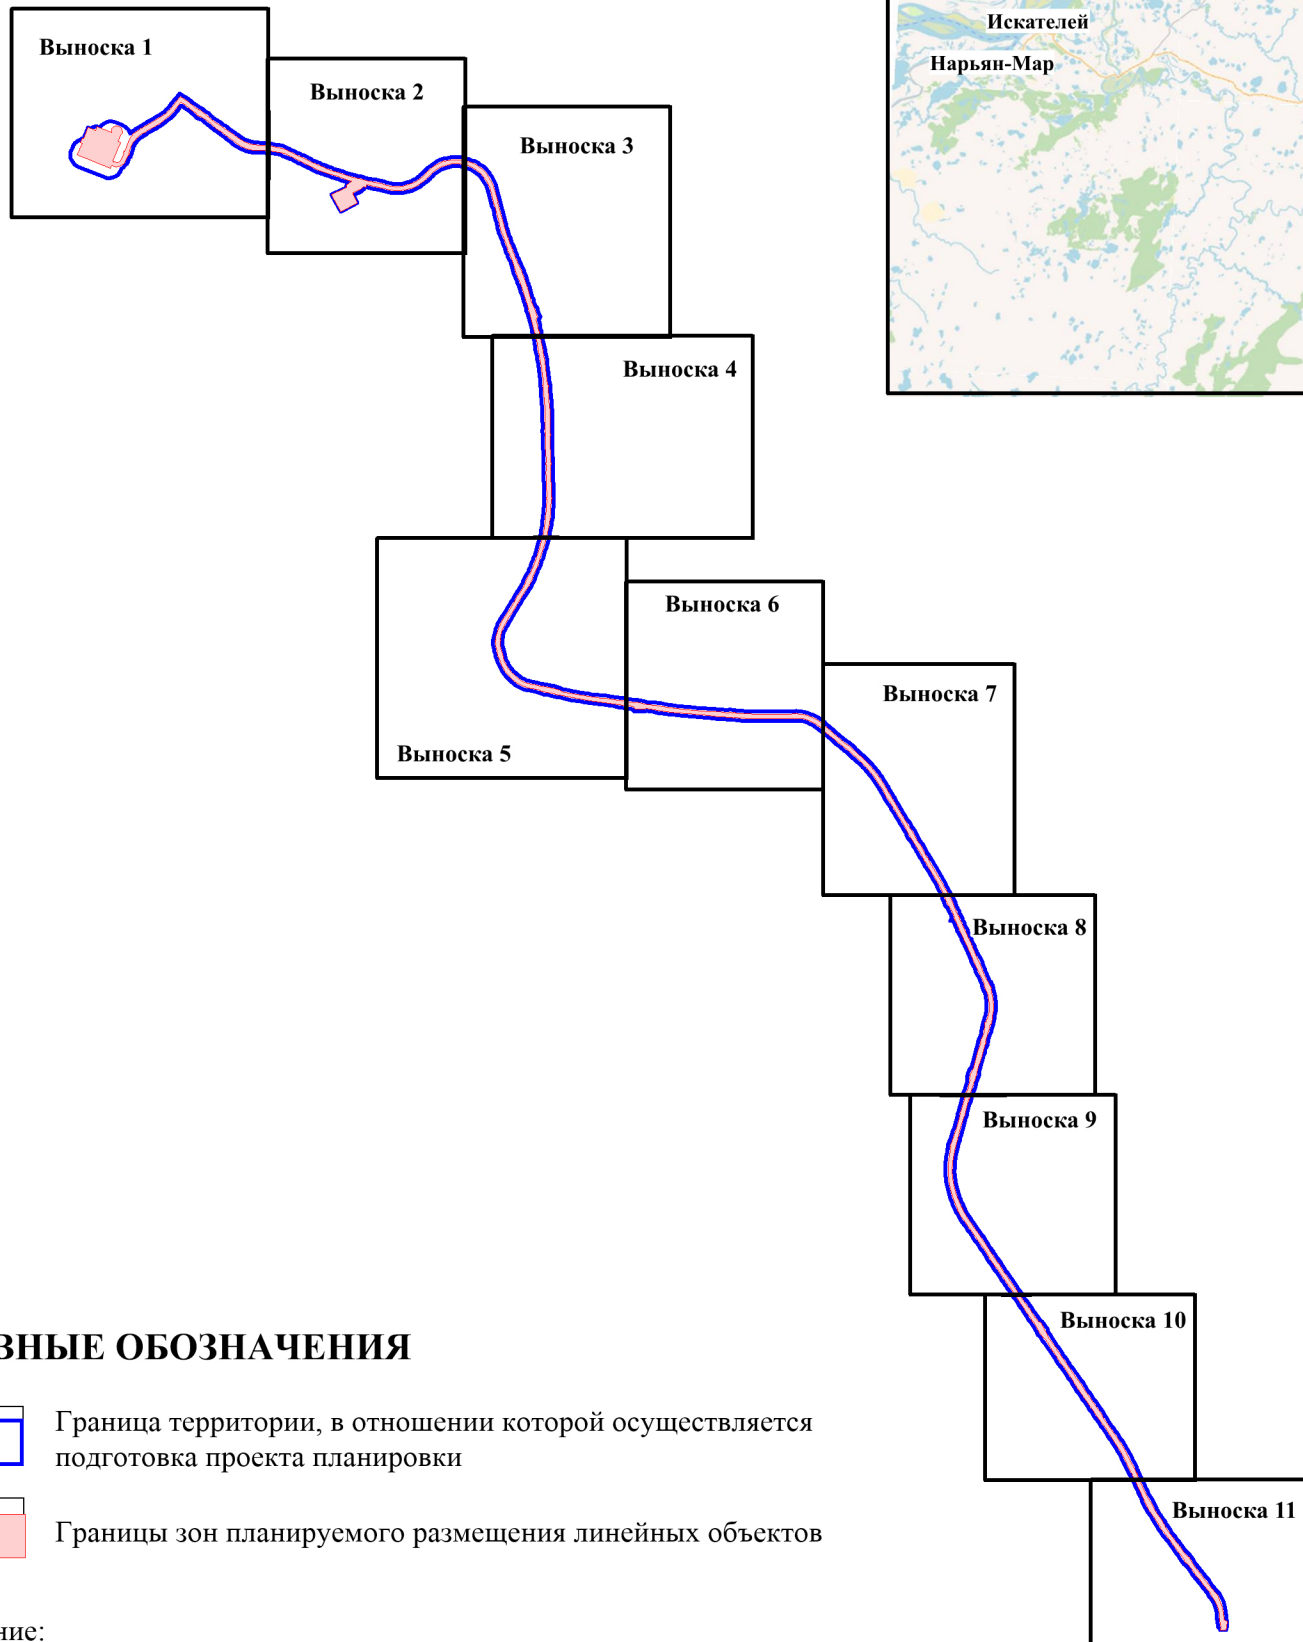 Выноска 1
Выноска 2
Выноска 3
Искателей
Нарьян-Мар
Выноска 4
Выноска 5
Выноска 6
Выноска 7
Выноска 8
Выноска 9
Выноска 10
Выноска 11
ВНЫЕ ОБОЗНАЧЕНИЯ
Граница территории, в отношении которой осуществляется
подготовка проекта планировки
Границы зон планируемого размещения линейных объектов
ние: